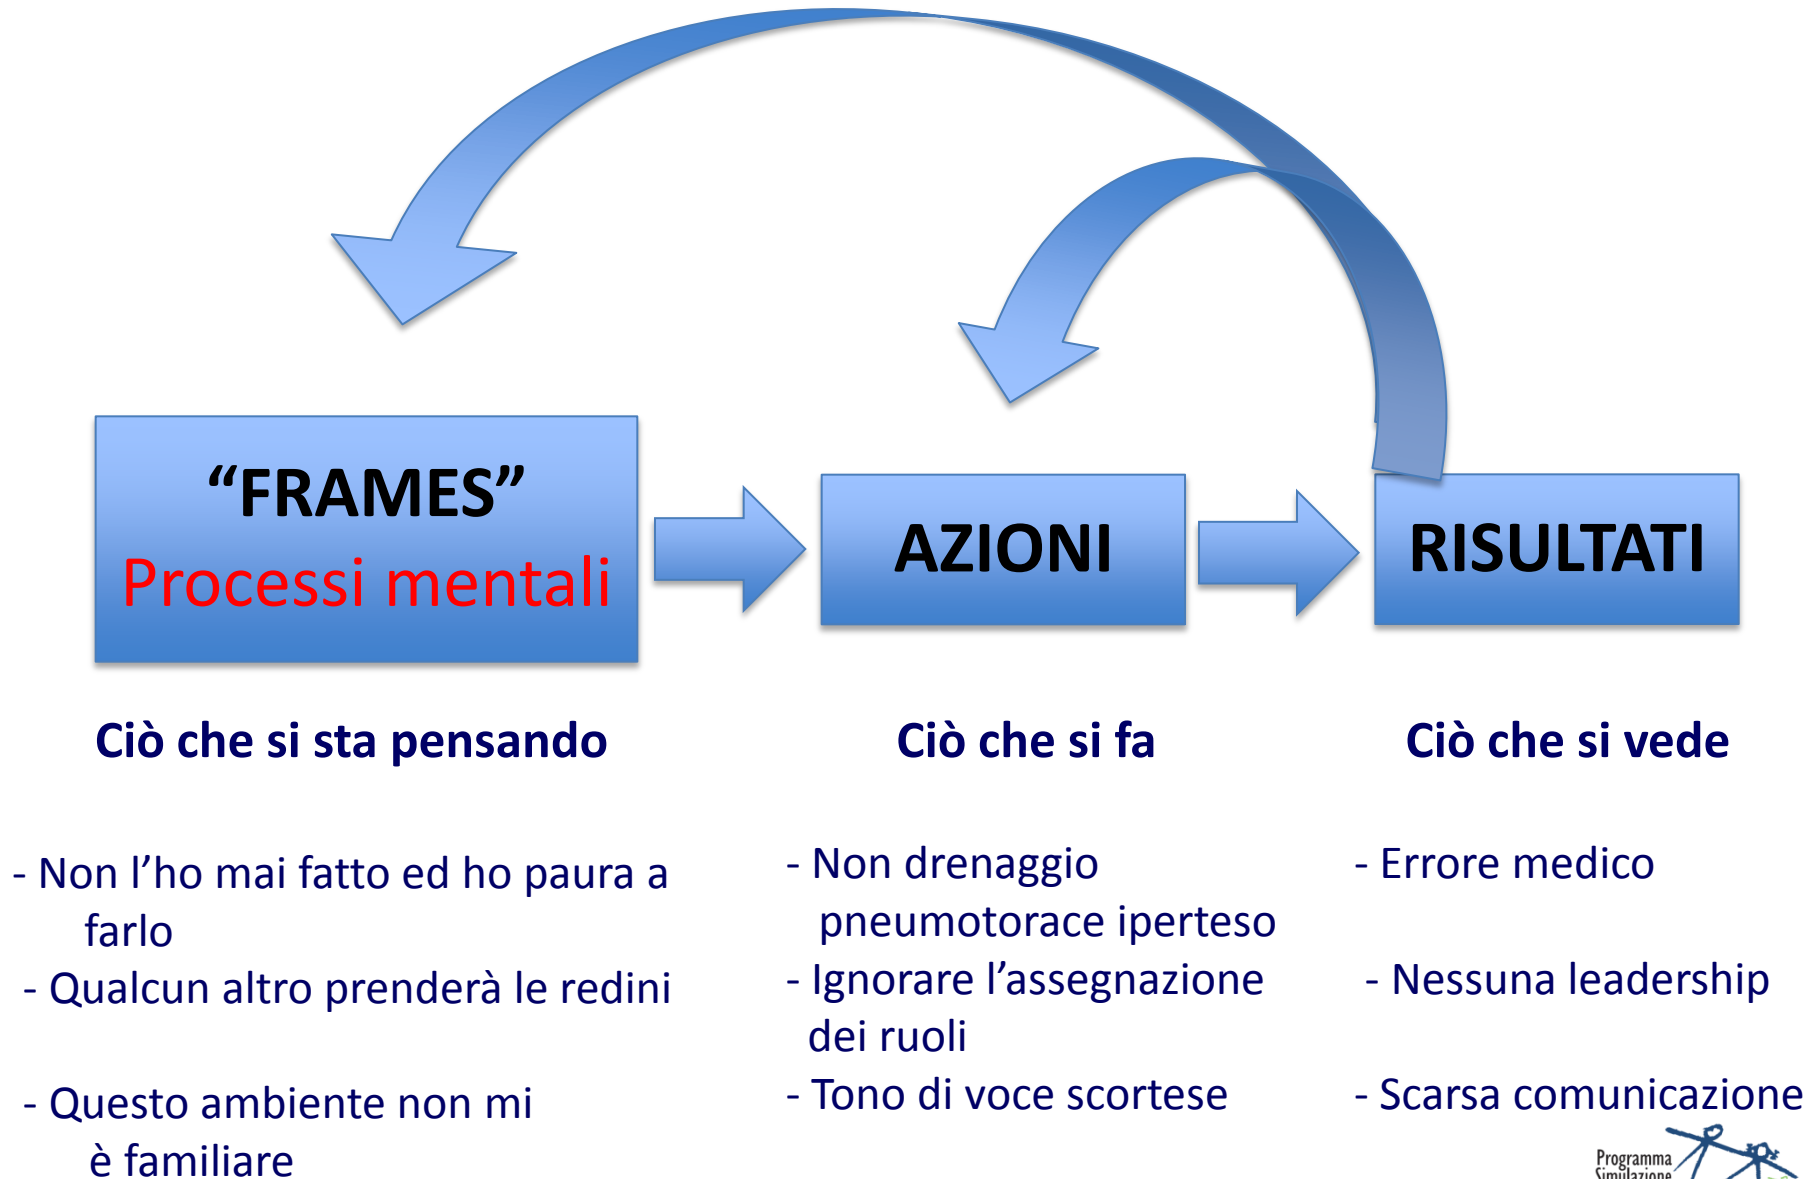 “FRAMES”
Processi mentali
AZIONI
RISULTATI
Ciò che si sta pensando
Ciò che si fa
Ciò che si vede
- Non l’ho mai fatto ed ho paura a
farlo
- Qualcun altro prenderà le redini
- Questo ambiente non mi
è familiare
- Non drenaggio
pneumotorace iperteso
- Ignorare l’assegnazione
dei ruoli
- Tono di voce scortese
- Errore medico
- Nessuna leadership
- Scarsa comunicazione
Programma
Simulazione